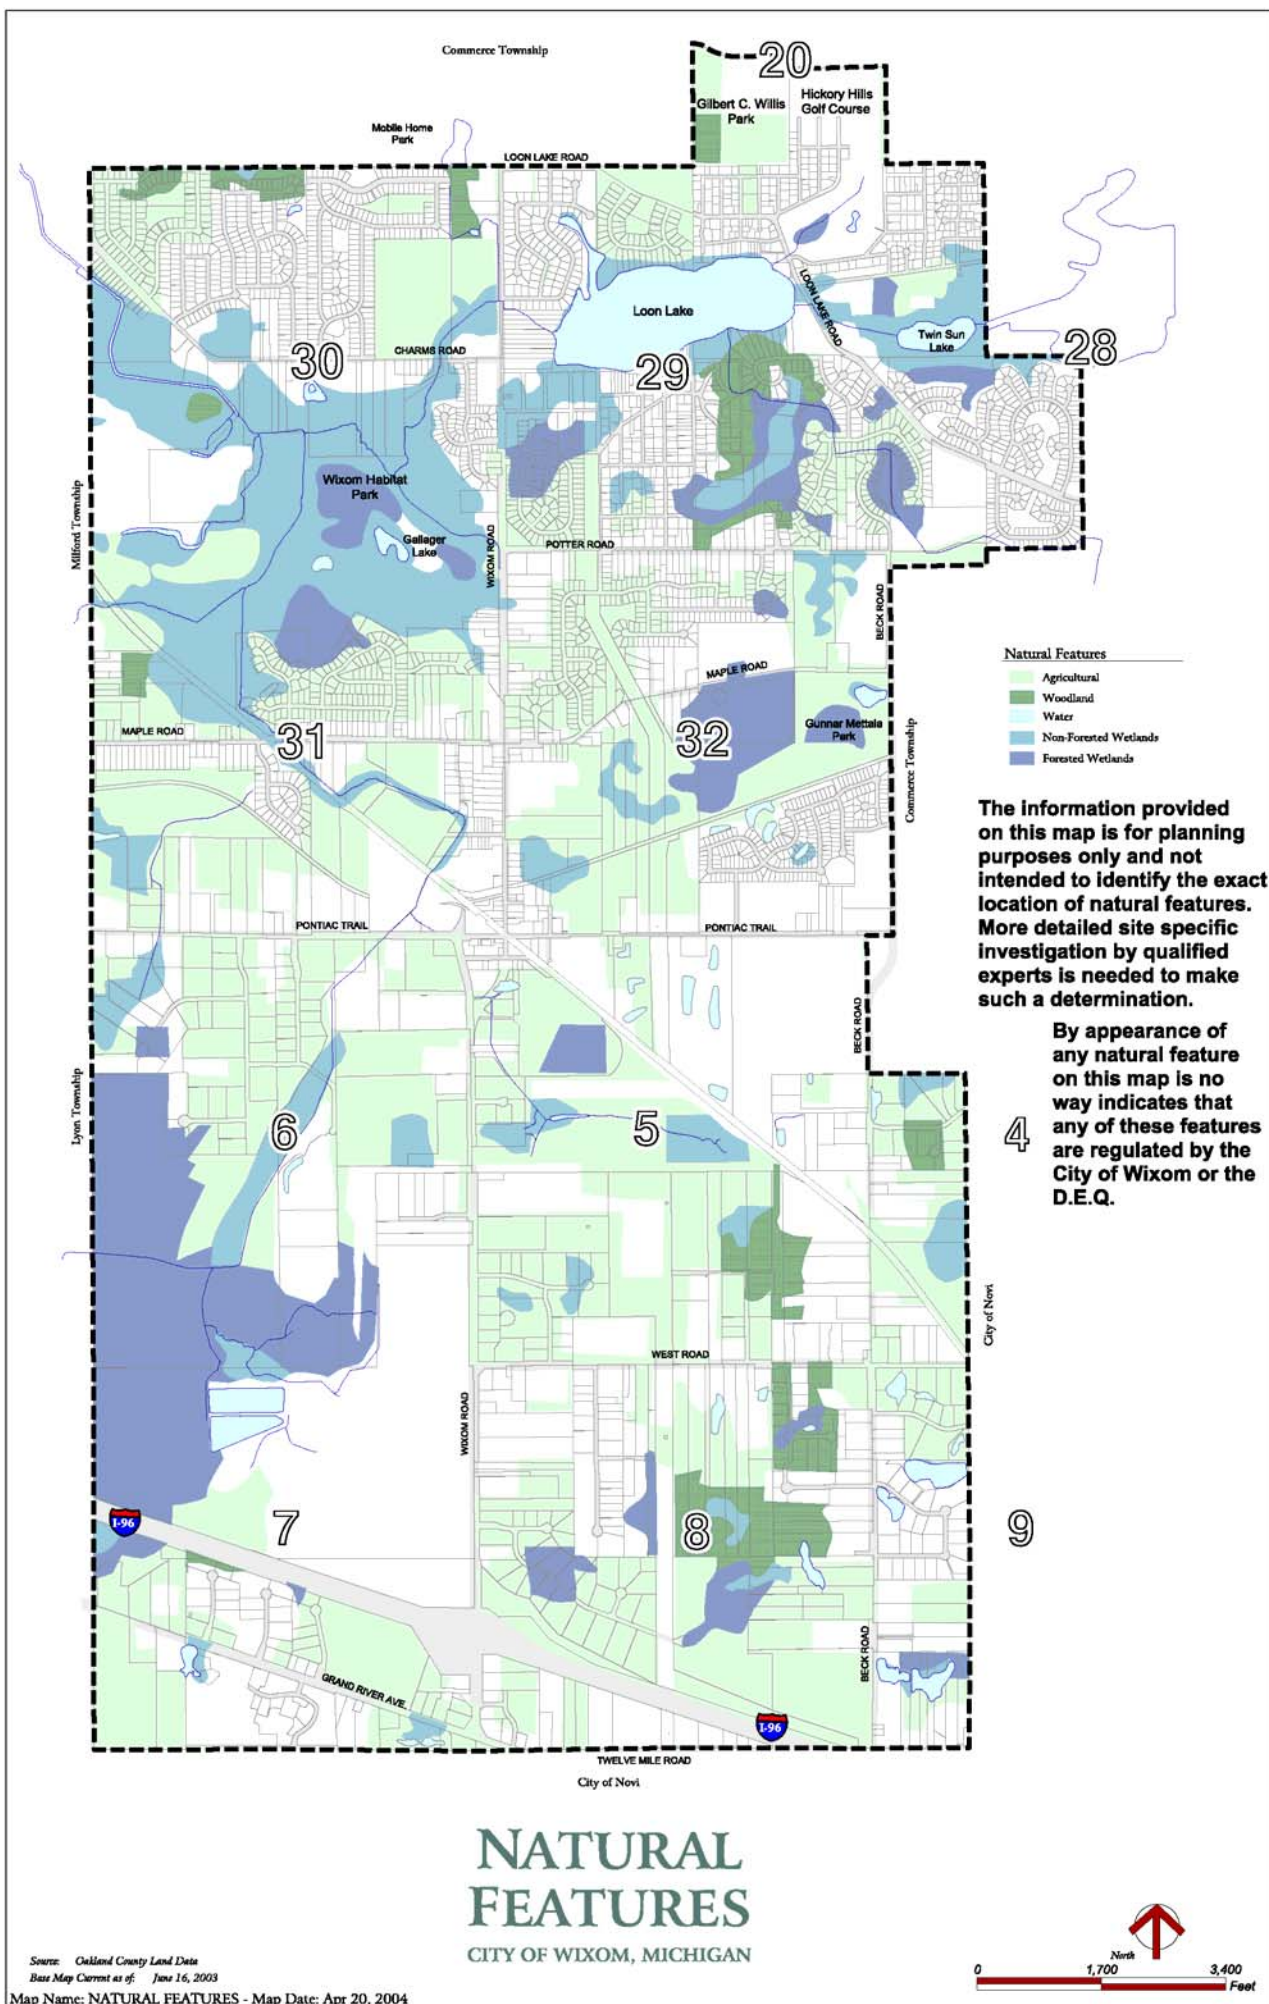 Commerce Township
20
Gilbert C. Willis
Park
Hickory Hills
Golf Course
Mobile Home
Park
LOON LAKE ROAD
Loon Lake
LOON LAKE ROAD
Twin Sun
Lake
28
CHARMS ROAD
30
29
Wixom Habitat
Park
Gallager
Lake
Milford Township
WIXOM ROAD
POTTER ROAD
BECK ROAD
MAPLE ROAD
Natural Features
Agricultural
Woodland
Water
Non-Forested Wetlands
Forested Wetlands
MAPLE ROAD
31
32
Gunnar Mettala
Park
Commerce Township
The information provided
on this map is for planning
purposes only and not
intended to identify the exact
location of natural features.
More detailed site specific
investigation by qualified
experts is needed to make
such a determination.
PONTIAC TRAIL
PONTIAC TRAIL
BECK ROAD
By appearance of
any natural feature
on this map is no
way indicates that
any of these features
are regulated by the
City of Wixom or the
D.E.Q.
Lyon Township
6
5
4
City of Novi
WEST ROAD
WIXOM ROAD
I-96
7
8
9
BECK ROAD
GRAND RIVER AVE.
I-96
TWELVE MILE ROAD
City of Novi
NATURAL
FEATURES
CITY OF WIXOM, MICHIGAN
North
0 1,700 3,400
Feet
Source: Oakland County Land Data
Base Map Current as of: June 16, 2003
Map Name: NATURAL FEATURES - Map Date: Apr 20, 2004